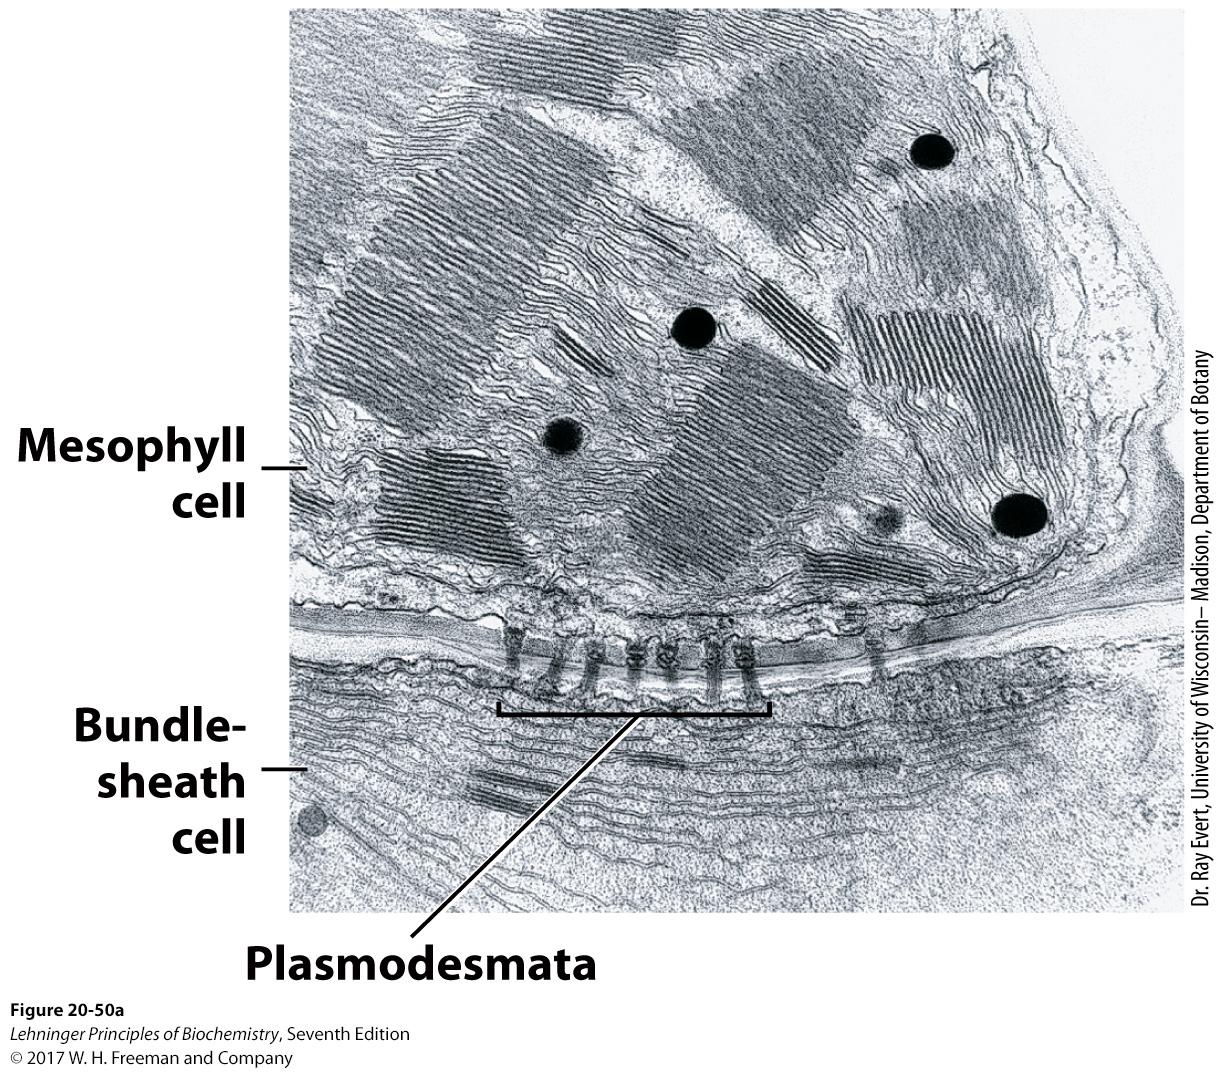 Mesophyll
cell
Bundle-
sheath
cell
Plasmodesmata
Dr. Ray Evert, University of Wisconsin– Madison, Department of Botany
Figure 20-50a
Lehninger Principles of Biochemistry, Seventh Edition
© 2017 W. H. Freeman and Company